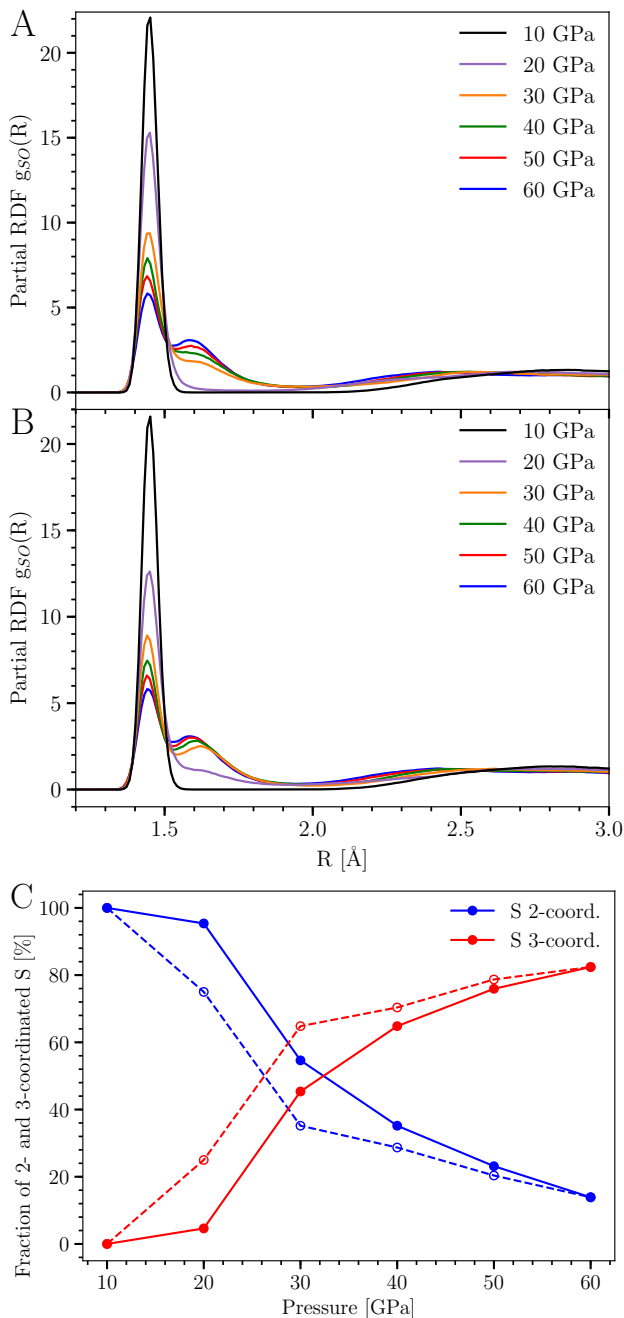 A
Partial RDF gSO(R)
20
15
10
5
0
10 GPa
20 GPa
30 GPa
40 GPa
50 GPa
60 GPa
B
Partial RDF gSO(R)
20
15
10
5
0
10 GPa
20 GPa
30 GPa
40 GPa
50 GPa
60 GPa
1.5 2.0 2.5 3.0
R [Å]
C
Fraction of 2- and 3-coordinated S [%]
100
80
60
40
20
0
S 2-coord.
S 3-coord.
10 20 30 40 50 60
Pressure [GPa]